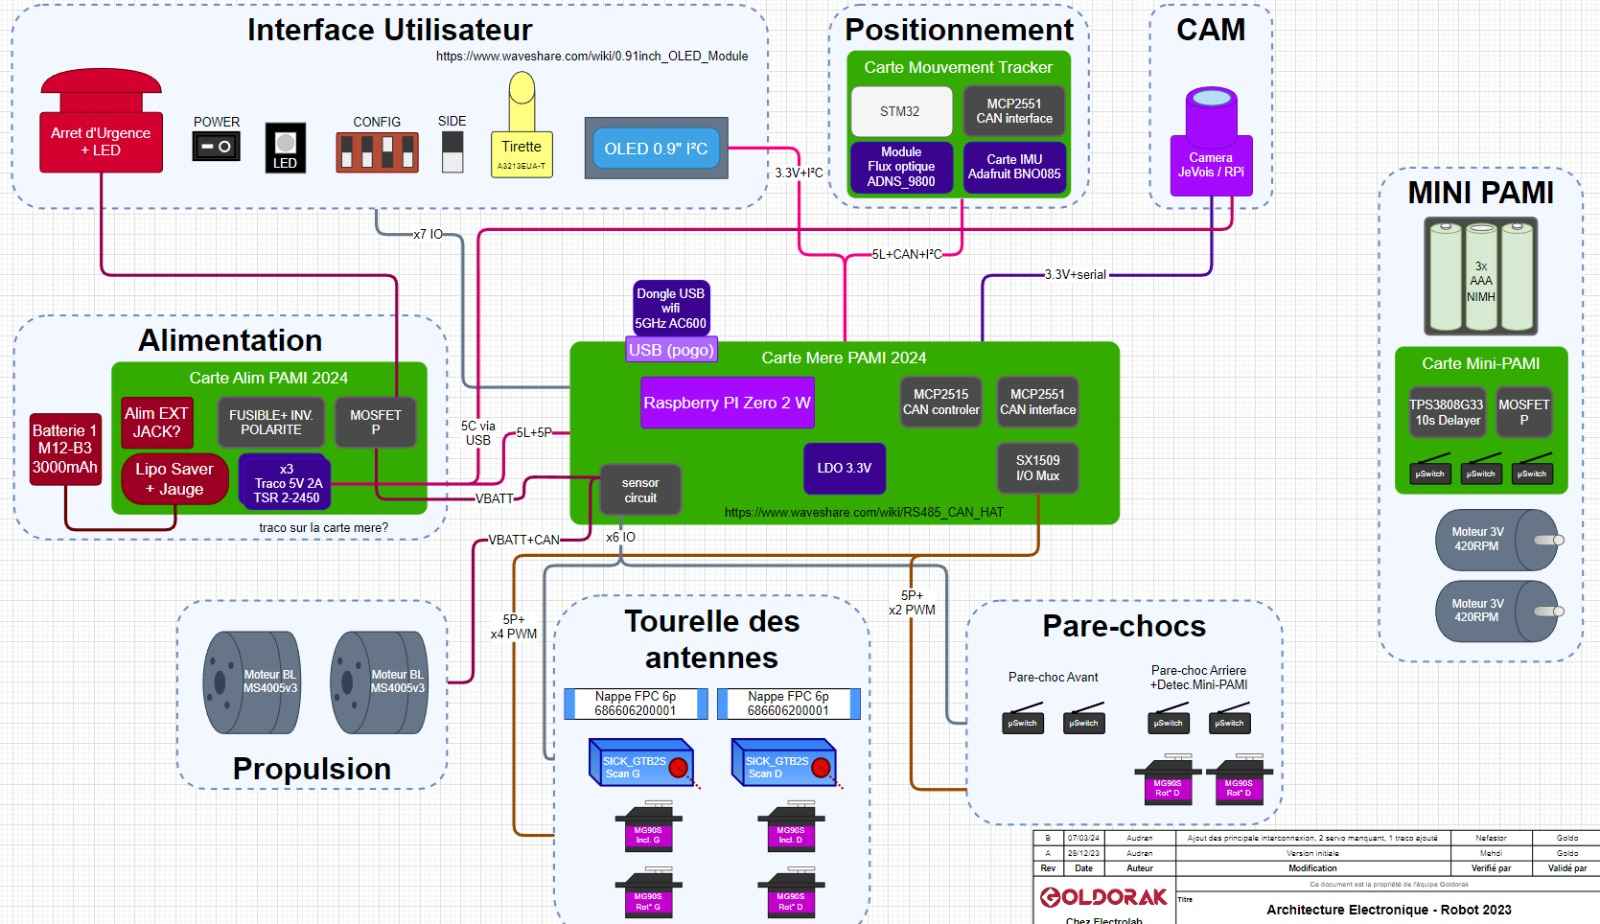 Interface Utilisateur
https://www.waveshare.com/wiki/0.91inch_OLED_Module
Arret d'Urgence
+ LED
POWER
LED
CONFIG
SIDE
Tirette
A3213EUA-T
OLED 0.9" I²C
3.3V+I²C
x7 IO
Positionnement
Carte Mouvement Tracker
STM32
MCP2551
CAN interface
Module
Flux optique
ADNS_9800
Carte IMU
Adafruit BNO085
5L+CAN+I²C
CAM
Camera
JeVois / RPi
3.3V+serial
MINI PAMI
3x
AAA
NIMH
Carte Mini-PAMI
TPS3808G33
10s Delayer
MOSFET
P
µSwitch
µSwitch
µSwitch
Moteur 3V
420RPM
Moteur 3V
420RPM
Alimentation
Carte Alim PAMI 2024
Batterie 1
M12-B3
3000mAh
Alim EXT
JACK?
FUSIBLE+ INV.
POLARITE
MOSFET
P
Lipo Saver
+ Jauge
x3
Traco 5V 2A
TSR 2-2450
traco sur la carte mere?
5C via
USB
5L+5P
VBATT
VBATT+CAN
Dongle USB
wifi
5GHz AC600
USB (pogo)
Carte Mere PAMI 2024
Raspberry PI Zero 2 W
MCP2515
CAN controler
MCP2551
CAN interface
LDO 3.3V
SX1509
I/O Mux
sensor
circuit
https://www.waveshare.com/wiki/RS485_CAN_HAT
x6 IO
5P+
x4 PWM
5P+
x2 PWM
Moteur BL
MS4005v3
Moteur BL
MS4005v3
Propulsion
Tourelle des
antennes
Nappe FPC 6p
686606200001
Nappe FPC 6p
686606200001
SICK_GTB2S
Scan G
SICK_GTB2S
Scan D
MG90S
Incl. G
MG90S
Incl. D
MG90S
Rot° G
MG90S
Rot° D
Pare-chocs
Pare-choc Avant
Pare-choc Arriere
+Detec.Mini-PAMI
µSwitch
µSwitch
µSwitch
µSwitch
MG90S
Rot° D
MG90S
Rot° D
B 07/03/24 Audran Ajout des principale interconnexion, 2 servo manquant, 1 traco ajouté Nefastor Goldo
A 28/12/23 Audran Version initiale Mehdi Goldo
Rev Date Auteur Modification Vérifié par Validé par
Ce document est la propriété de l'équipe Goldorak
GOLDORAK
Chez Electrolab
Titre
Architecture Electronique - Robot 2023